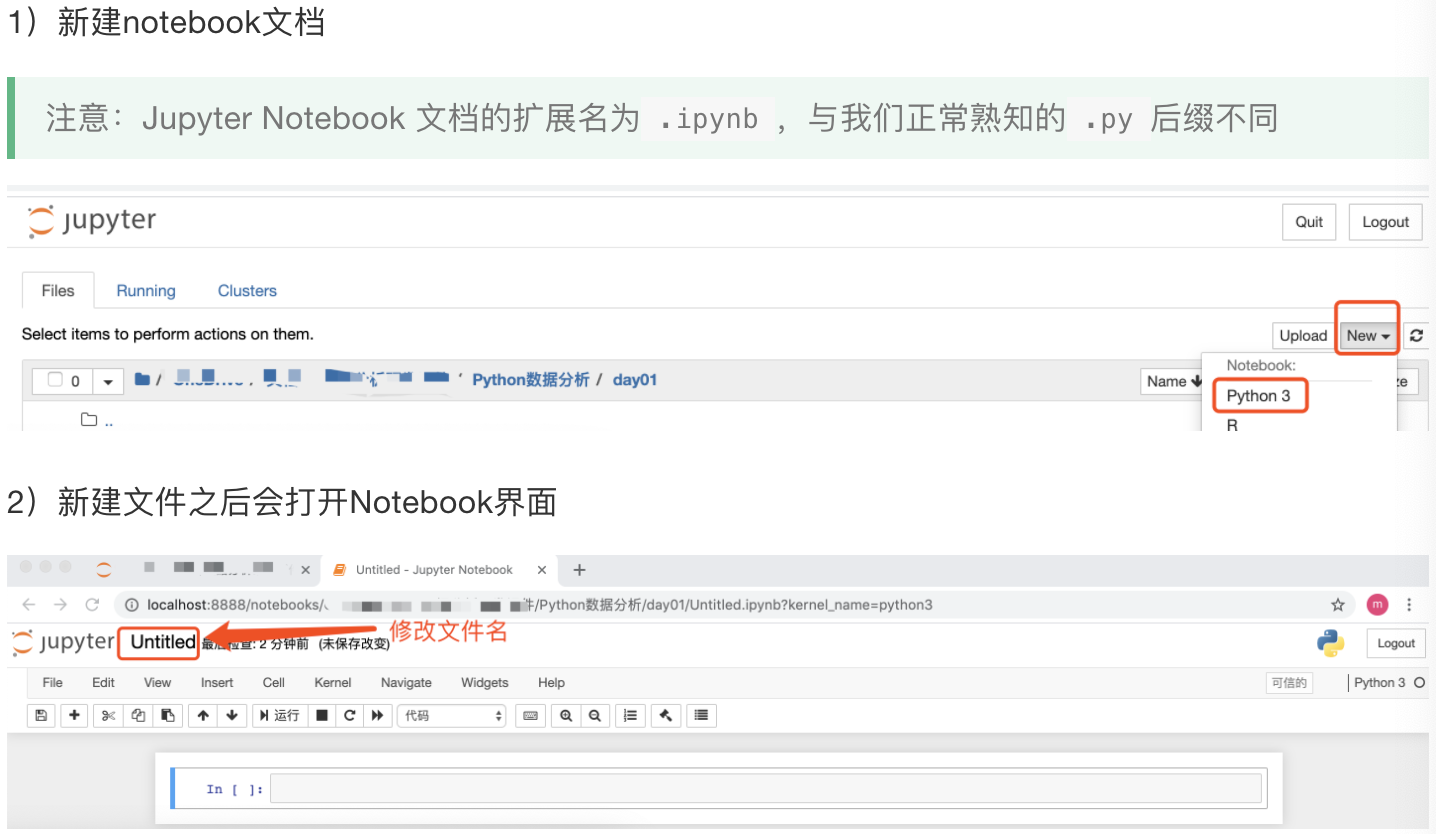 1）新建notebook文档
注意：Jupyter Notebook 文档的扩展名为 .ipynb ，与我们正常熟知的 .py 后缀不同
jupyter
Quit Logout
Files Running Clusters
Select items to perform actions on them.
Upload New
0 / Python数据分析 / day01
Name
Notebook:
Python 3
R
..
2）新建文件之后会打开Notebook界面
Untitled - Jupyter Notebook
localhost:8888/notebooks/ /Python数据分析/day01/Untitled.ipynb?kernel_name=python3
m
jupyter Untitled 最后检查: 2 分钟前 (未保存改变)
修改文件名
Logout
File Edit View Insert Cell Kernel Navigate Widgets Help
可信的 Python 3
运行 代码
In [ ]: